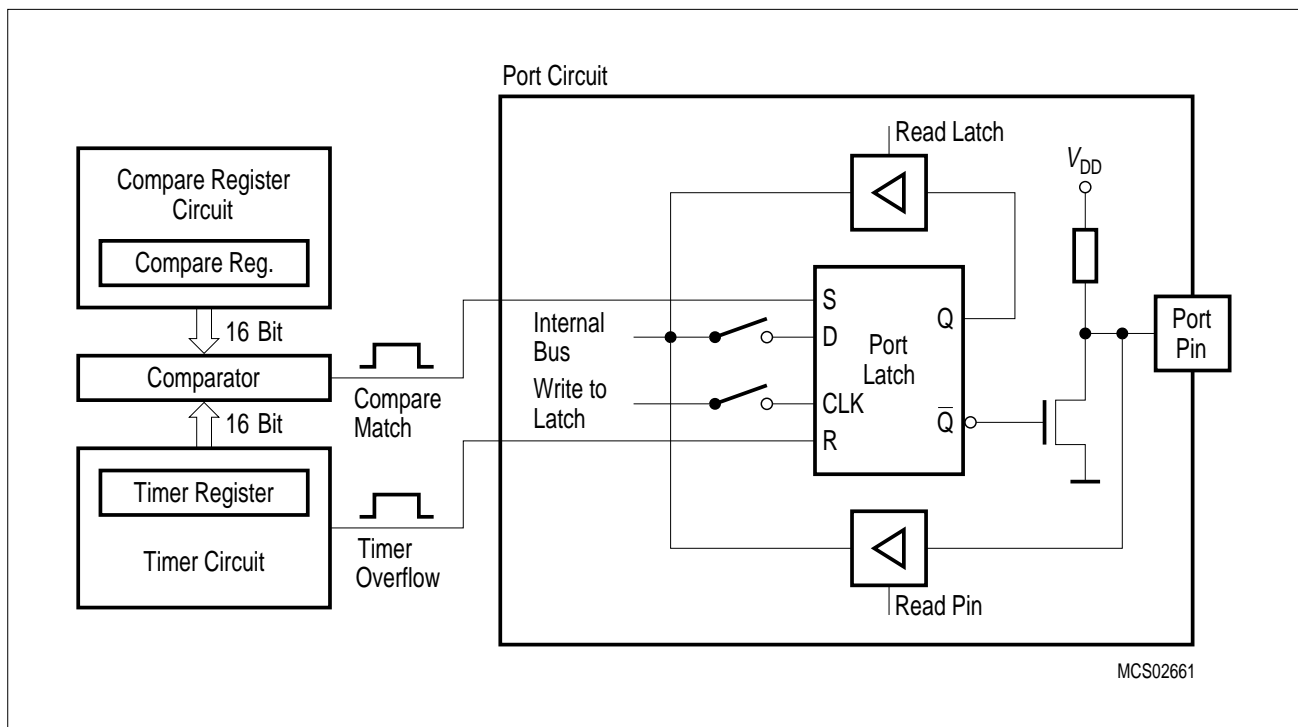 Port Circuit
Compare Register
Circuit
Compare Reg.
16 Bit
Comparator
16 Bit
Timer Register
Timer Circuit
Compare
Match
Timer
Overflow
Read Latch
Internal
Bus
Write to
Latch
S
D
CLK
R
Q
Q̅
Port
Latch
Read Pin
VDD
Port
Pin
MCS02661